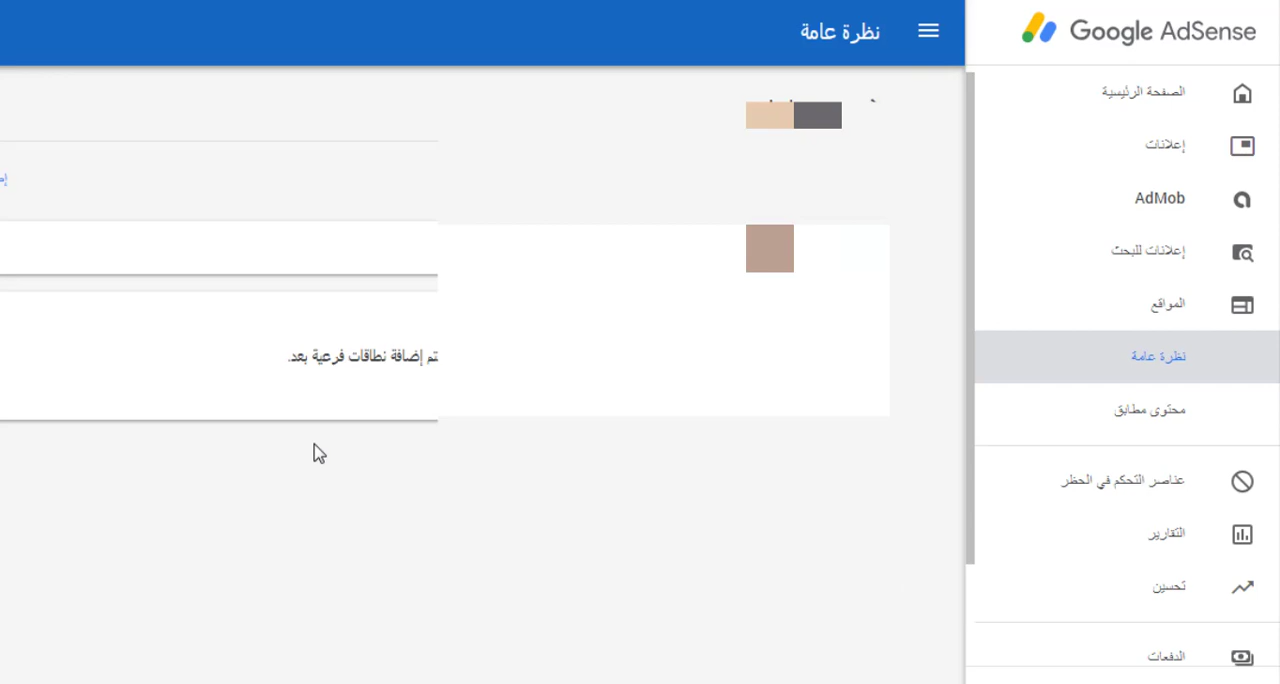 Google AdSense
نظرة عامة
الصفحة الرئيسية
إعلانات
AdMob
إعلانات للبحث
المواقع
نظرة عامة
محتوى مطابق
عناصر التحكم في الحظر
التقارير
تحسين
الدفعات
يتم إضافة نطاقات فرعية بعد.